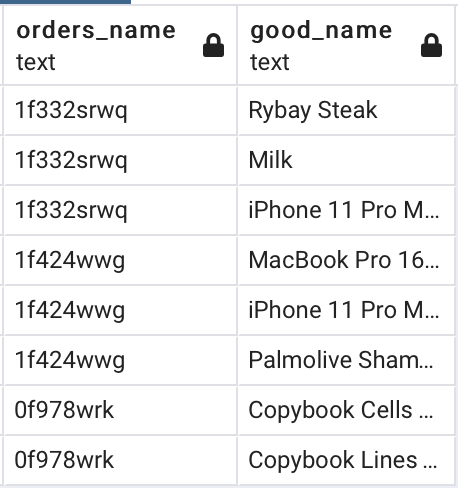 orders_name good_name
text text
1f332srwq Rybay Steak
1f332srwq Milk
1f332srwq iPhone 11 Pro M...
1f424wwg MacBook Pro 16...
1f424wwg iPhone 11 Pro M...
1f424wwg Palmolive Sham...
0f978wrk Copybook Cells ...
0f978wrk Copybook Lines ...